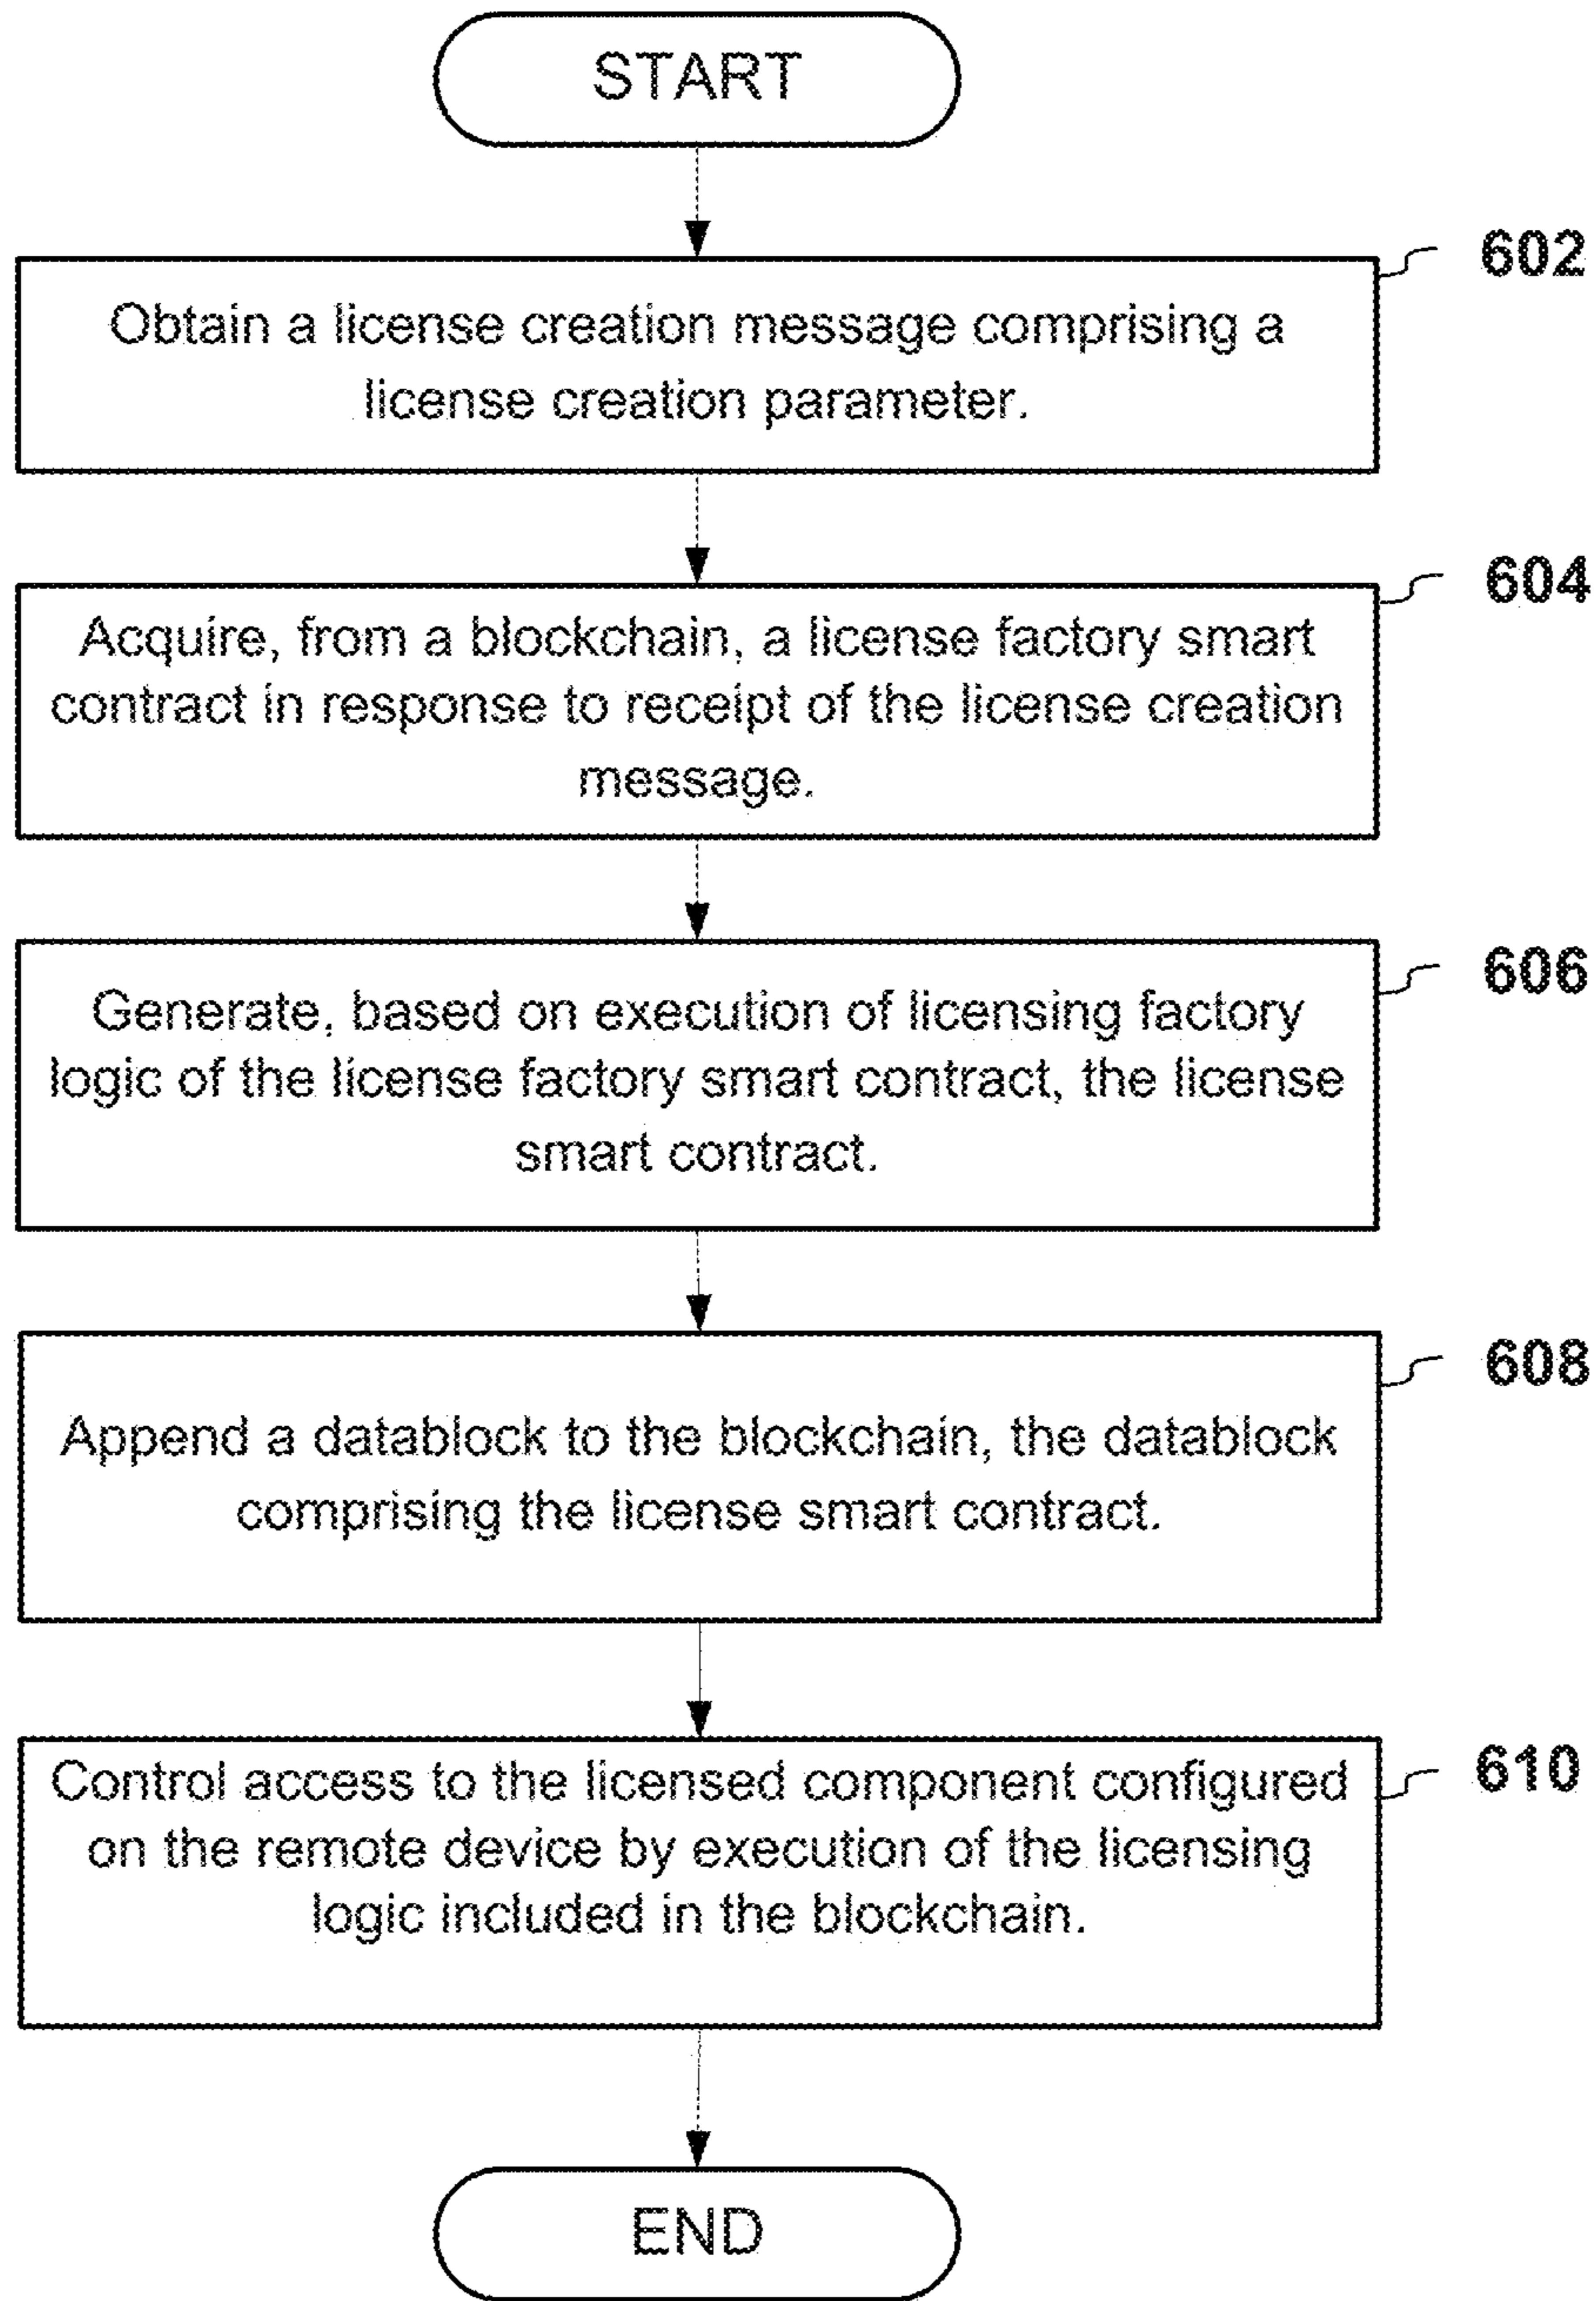 START
602
Obtain a license creation message comprising a
license creation parameter.
604
Acquire, from a blockchain, a license factory smart
contract in response to receipt of the license creation
message.
606
Generate, based on execution of licensing factory
logic of the license factory smart contract, the license
smart contract.
608
Append a datablock to the blockchain, the datablock
comprising the license smart contract.
610
Control access to the licensed component configured
on the remote device by execution of the licensing
logic included in the blockchain.
END